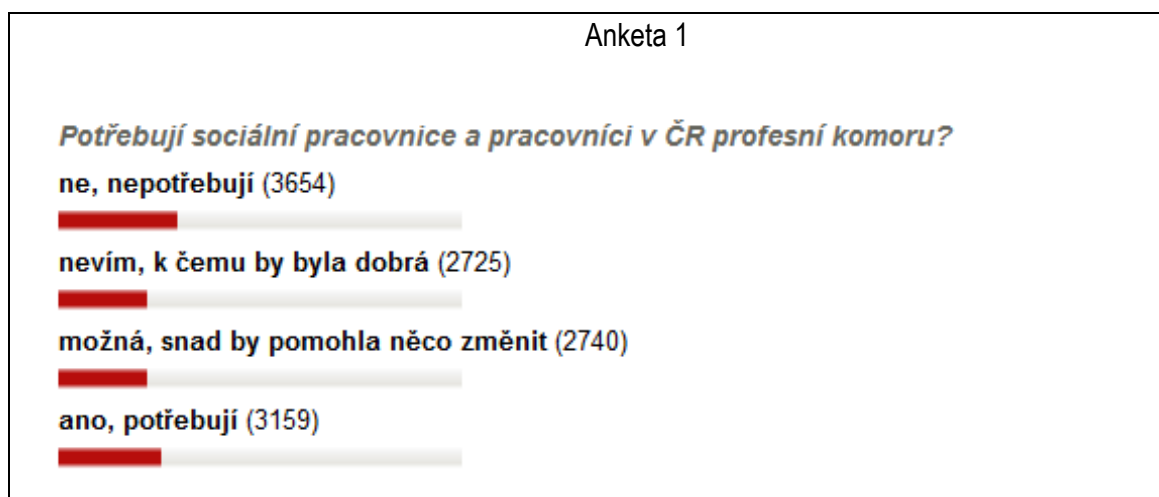 Anketa 1
Potřebují sociální pracovnice a pracovníci v ČR profesní komoru?
ne, nepotřebují (3654)
nevím, k čemu by byla dobrá (2725)
možná, snad by pomohla něco změnit (2740)
ano, potřebují (3159)